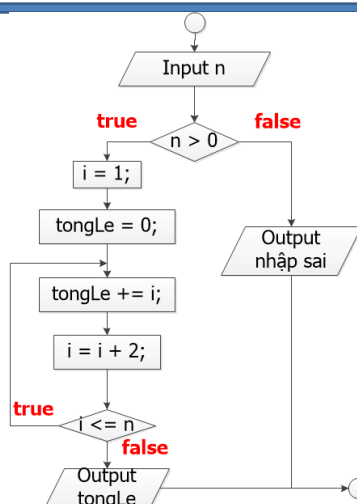 Input n
true
false
n > 0
i = 1;
tongLe = 0;
Output
nhập sai
tongLe += i;
i = i + 2;
true
i <= n
false
Output
tongLe